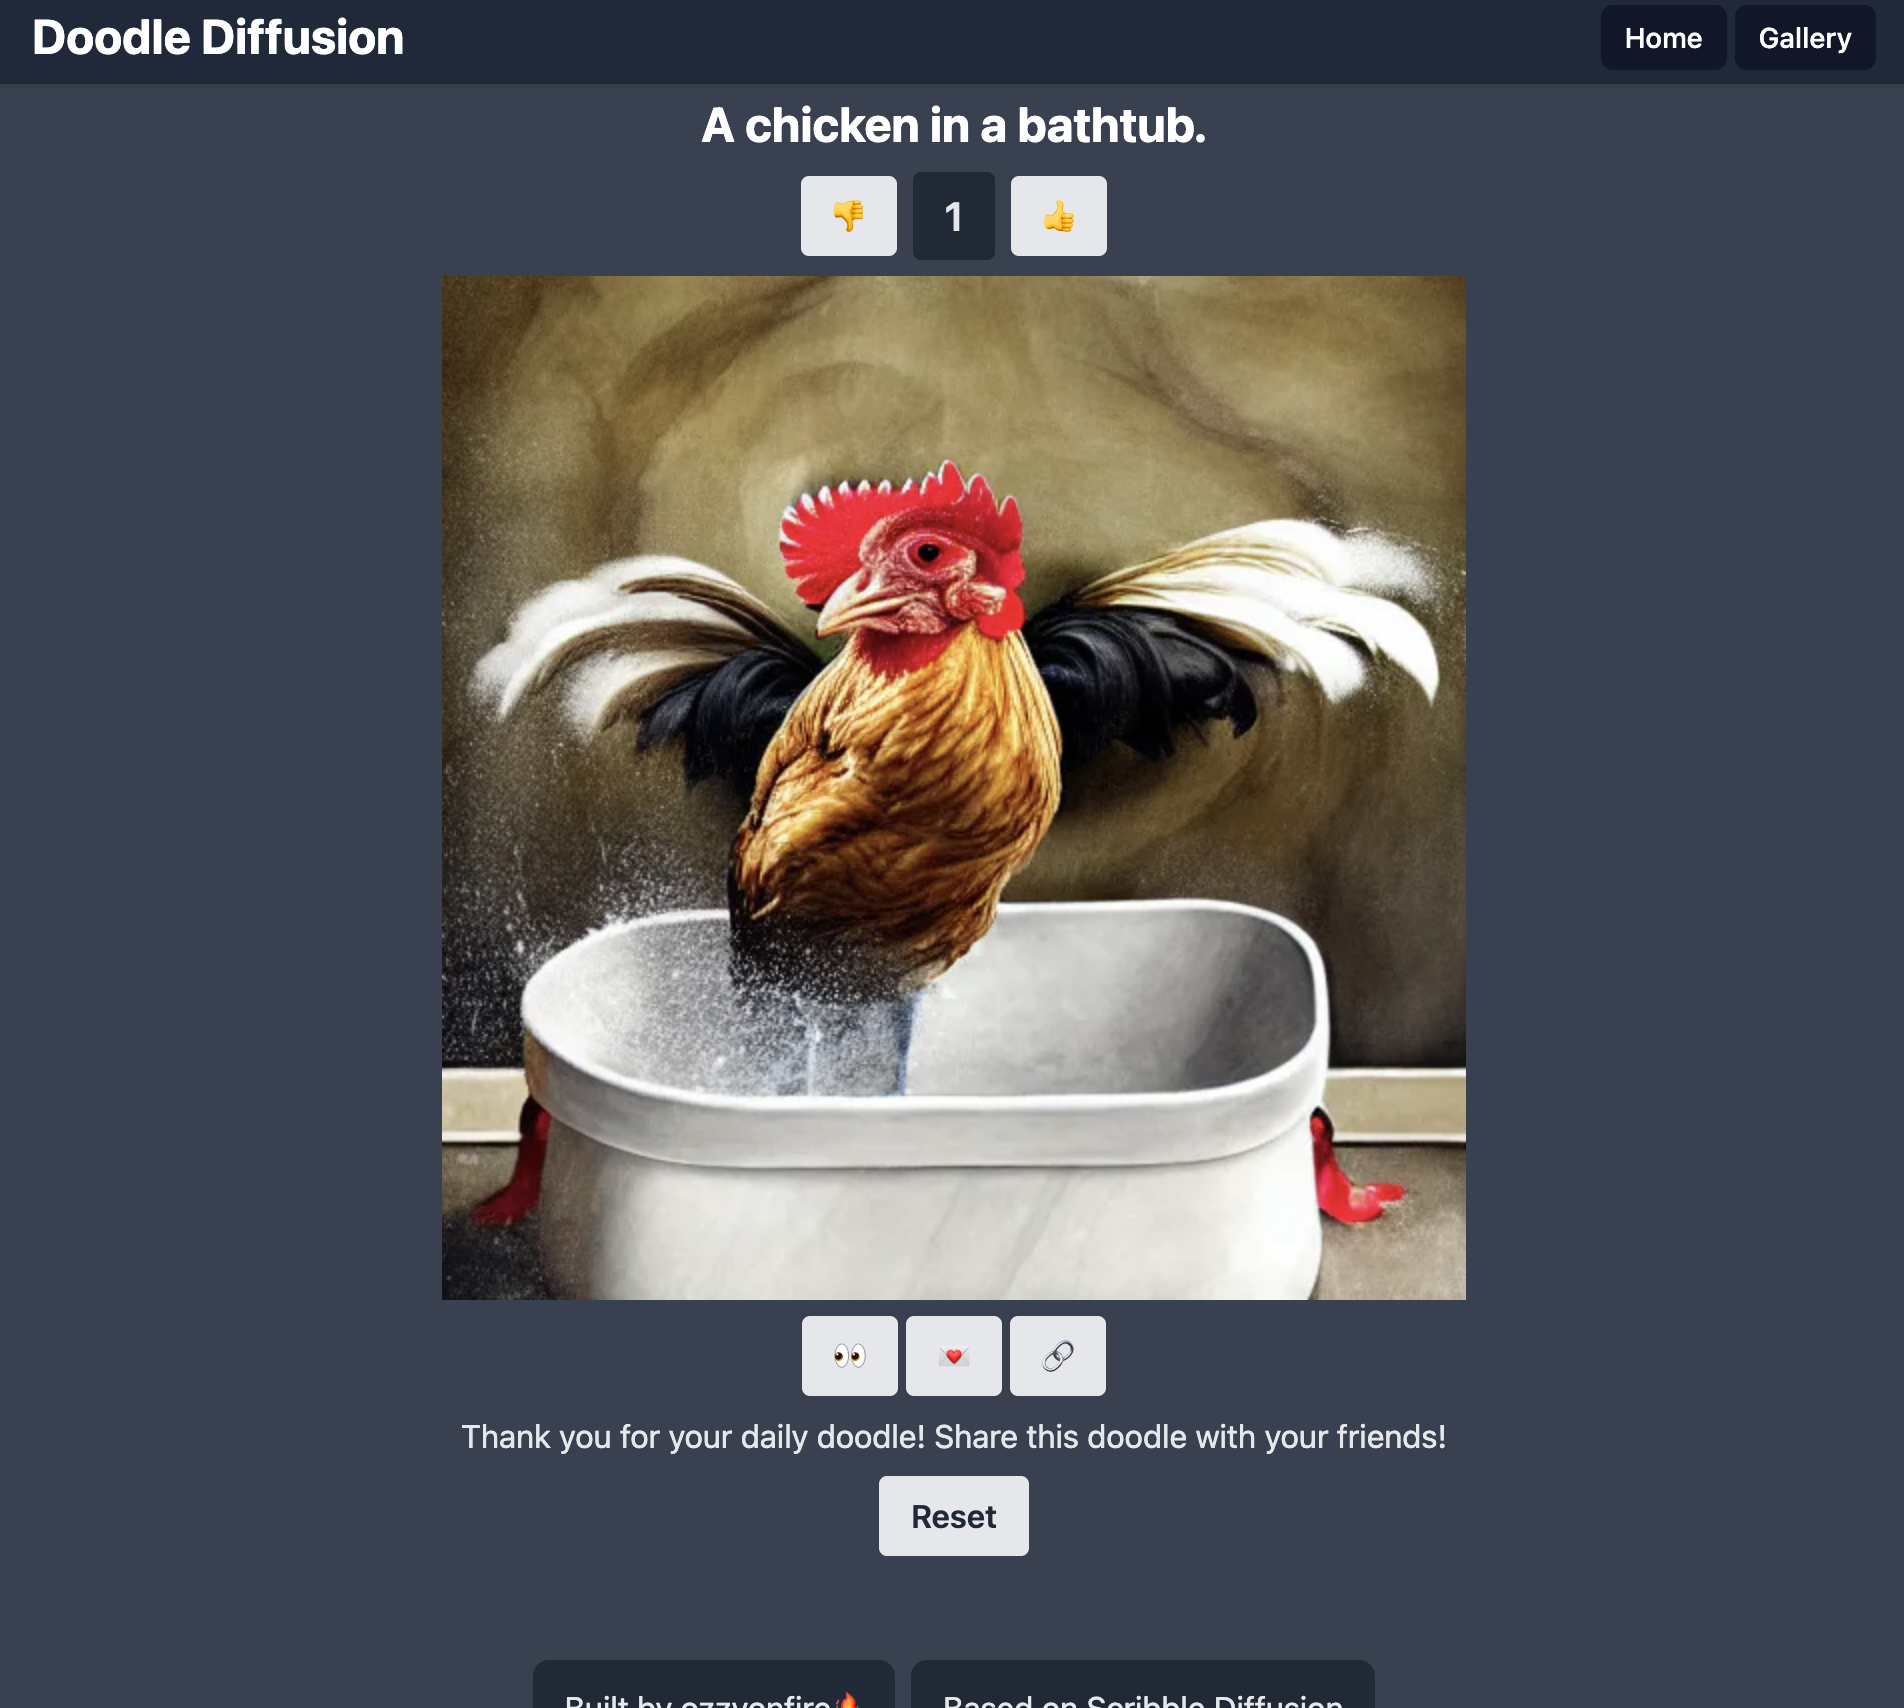 Doodle Diffusion
Home
Gallery
A chicken in a bathtub.
1
Thank you for your daily doodle! Share this doodle with your friends!
Reset
Built by ozzyonfire🔥
Based on Scribble Diffusion